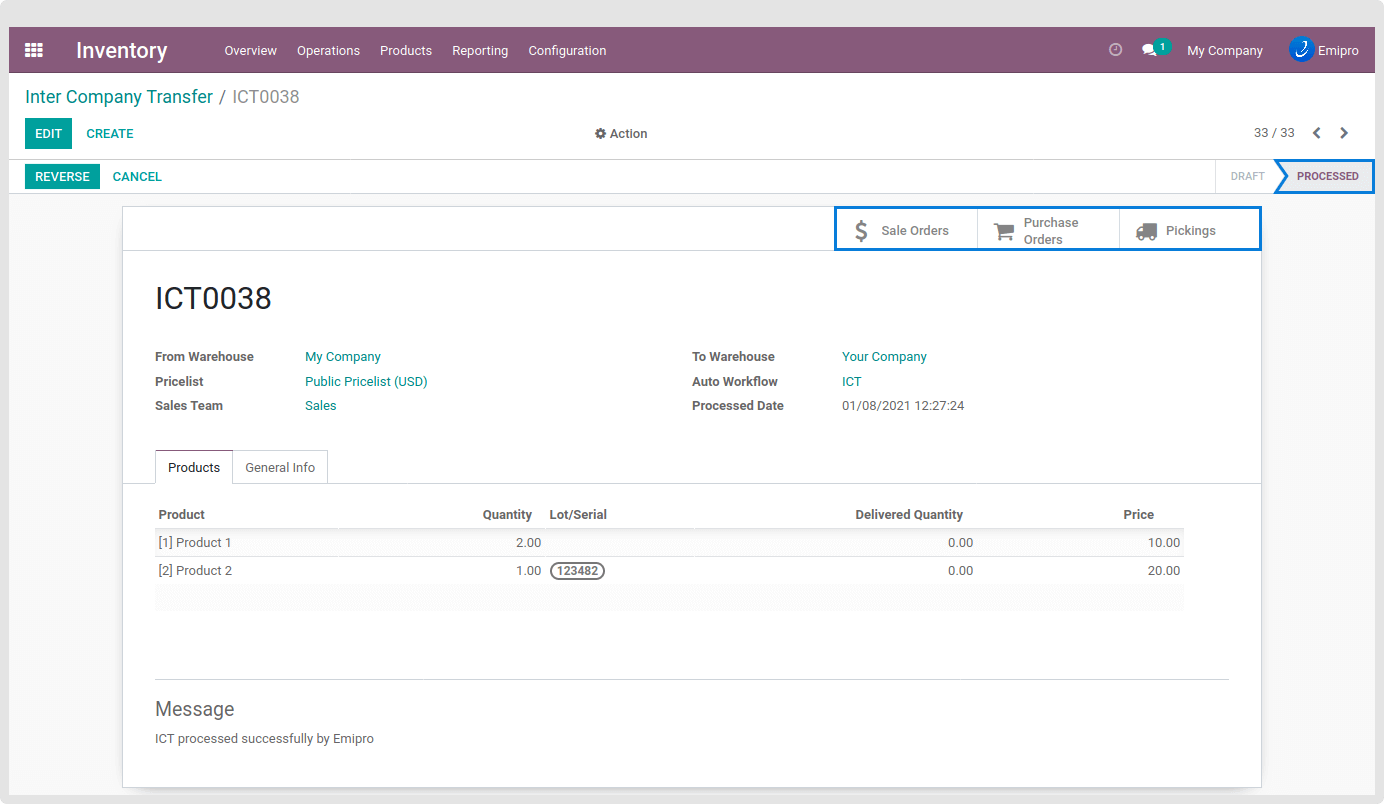 Inventory Overview Operations Products Reporting Configuration 1 My Company Emipro
Inter Company Transfer / ICT0038
EDIT CREATE Action 33 / 33
REVERSE CANCEL DRAFT PROCESSED
Sale Orders Purchase Orders Pickings
ICT0038
From Warehouse My Company To Warehouse Your Company
Pricelist Public Pricelist (USD) Auto Workflow ICT
Sales Team Sales Processed Date 01/08/2021 12:27:24
Products General Info
Product Quantity Lot/Serial Delivered Quantity Price
[1] Product 1 2.00 0.00 10.00
[2] Product 2 1.00 123482 0.00 20.00
Message
ICT processed successfully by Emipro